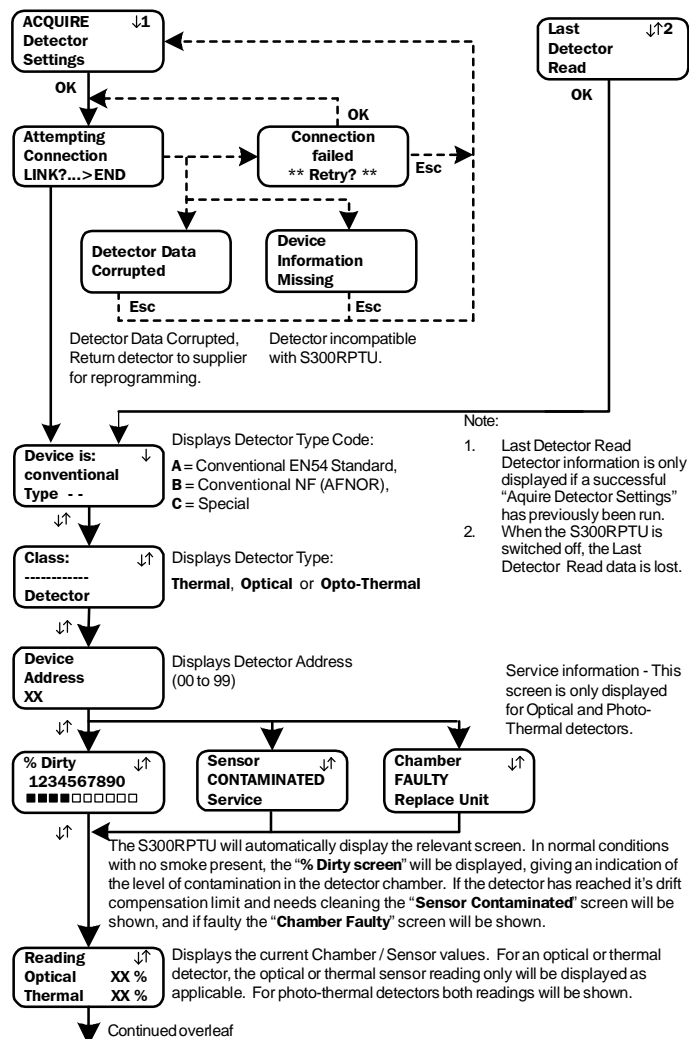 ACQUIRE ↓1
Detector
Settings
Last ↓↑2
Detector
Read
OK
OK
OK
Attempting
Connection
LINK?...>END
Connection
failed
** Retry? **
Esc
Detector Data
Corrupted
Device
Information
Missing
Esc
Esc
Detector Data Corrupted,
Return detector to supplier
for reprogramming.
Detector incompatible
with S300RPTU.
Device is: ↓
conventional
Type - -
Displays Detector Type Code:
A = Conventional EN54 Standard,
B = Conventional NF (AFNOR),
C = Special
Note:
1. Last Detector Read
Detector information is only
displayed if a successful
“Aquire Detector Settings”
has previously been run.
2. When the S300RPTU is
switched off, the Last
Detector Read data is lost.
↓↑
Class: ↓↑
------------
Detector
Displays Detector Type:
Thermal, Optical or Opto-Thermal
↓↑
Device
Address
XX
Displays Detector Address
(00 to 99)
Service information - This
screen is only displayed
for Optical and Photo-
Thermal detectors.
↓↑
% Dirty ↓↑
1234567890
■■■■□□□□□□
Sensor ↓↑
CONTAMINATED
Service
Chamber ↓↑
FAULTY
Replace Unit
↓↑
The S300RPTU will automatically display the relevant screen. In normal conditions
with no smoke present, the “% Dirty screen” will be displayed, giving an indication of
the level of contamination in the detector chamber. If the detector has reached it's drift
compensation limit and needs cleaning the “Sensor Contaminated” screen will be
shown, and if faulty the “Chamber Faulty” screen will be shown.
Reading ↓↑
Optical XX %
Thermal XX %
Displays the current Chamber / Sensor values. For an optical or thermal
detector, the optical or thermal sensor reading only will be displayed as
applicable. For photo-thermal detectors both readings will be shown.
Continued overleaf